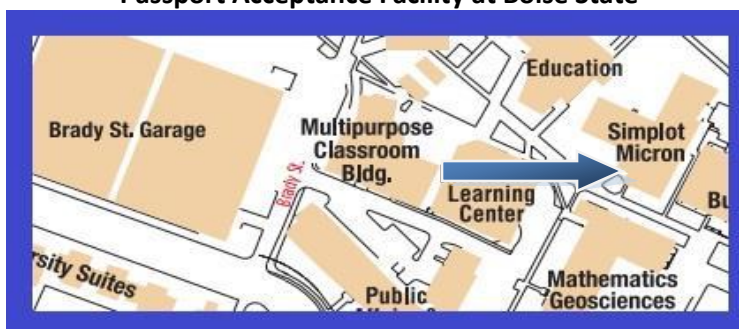 Passport Acceptance Facility at Boise State
Education
Brady St. Garage
Multipurpose
Classroom
Bldg.
Simplot
Micron
Brady St.
Learning
Center
Bu
rsity Suites
Public
Mathematics
Geosciences